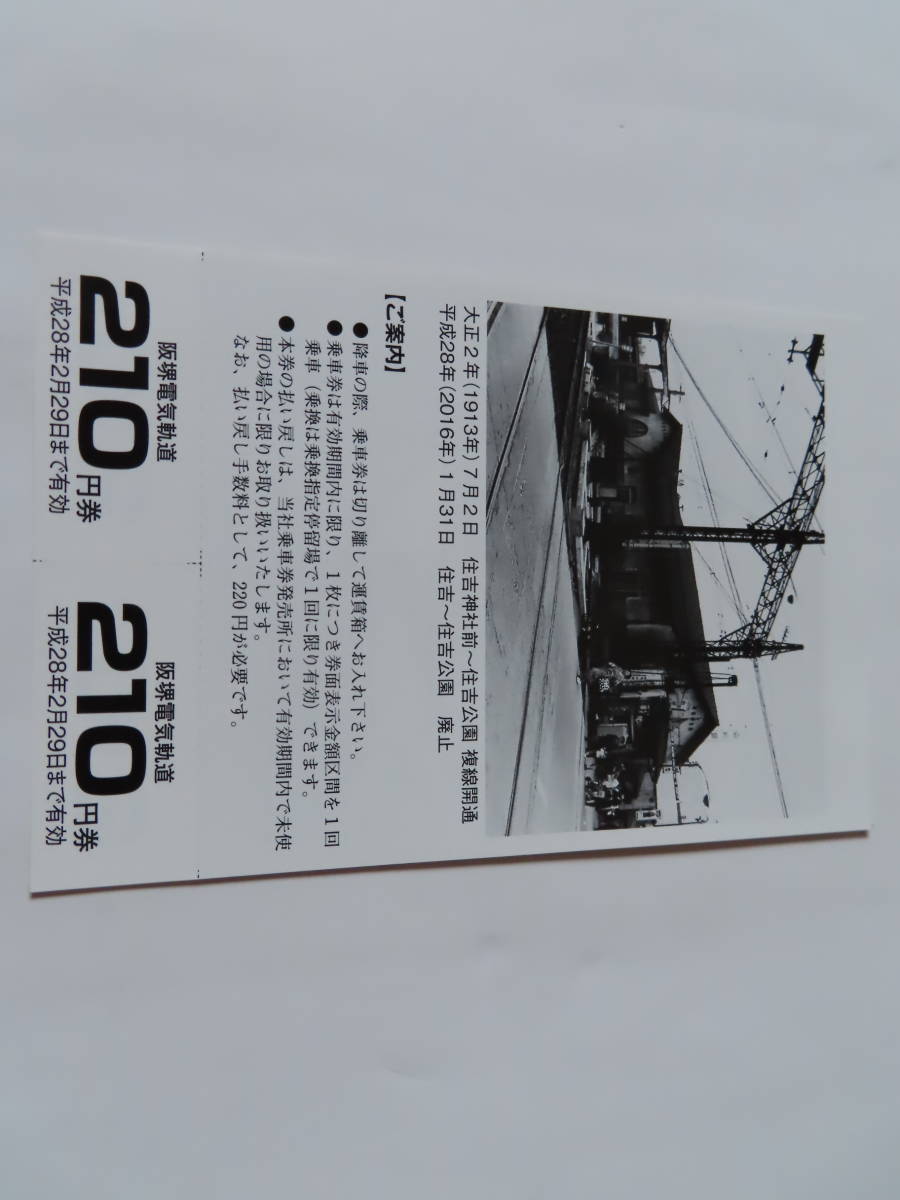 大正2年(1913年)7月2日　住吉神社前～住吉公園 複線開通
平成28年(2016年)1月31日　住吉～住吉公園　廃止
【ご案内】
●降車の際、乗車券は切り離して運賃箱へお入れ下さい。
●乗車券は有効期間内に限り、1枚につき券面表示金額区間を1回
乗車（乗換は乗換指定停留場で1回に限り有効）できます。
●本券の払い戻しは、当社乗車券発売所において有効期間内で未使
用の場合に限りお取り扱いいたします。
なお、払い戻し手数料として、220円が必要です。
阪堺電気軌道
210円券
平成28年2月29日まで有効
阪堺電気軌道
210円券
平成28年2月29日まで有効